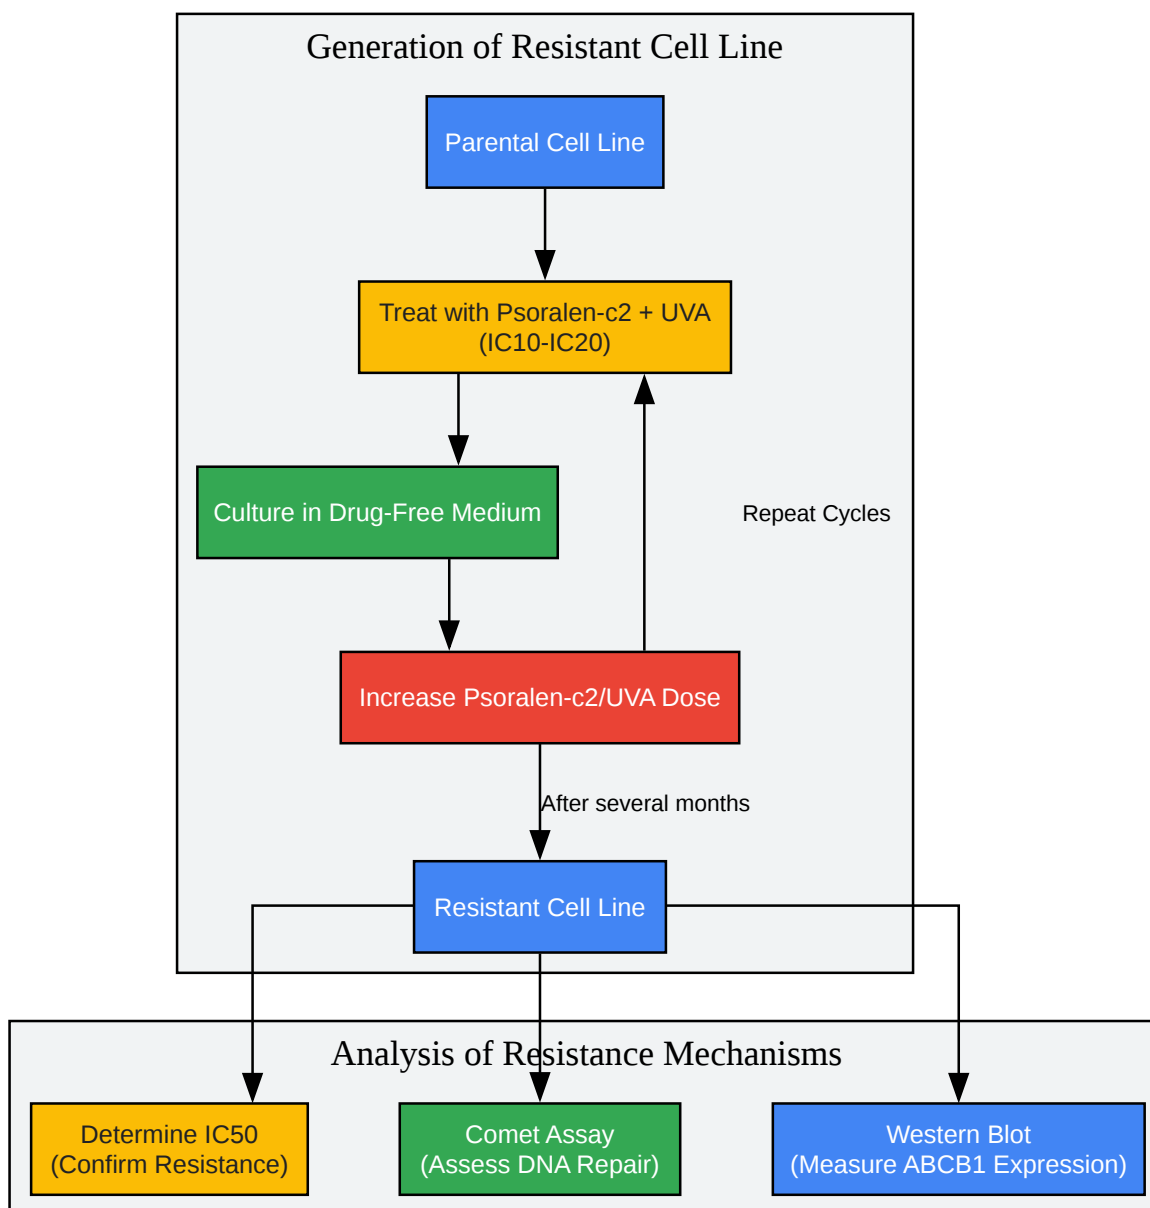 Generation of Resistant Cell Line
Parental Cell Line
Treat with Psoralen-c2 + UVA
(IC10-IC20)
Culture in Drug-Free Medium
Repeat Cycles
Increase Psoralen-c2/UVA Dose
After several months
Resistant Cell Line
Analysis of Resistance Mechanisms
Determine IC50
(Confirm Resistance)
Comet Assay
(Assess DNA Repair)
Western Blot
(Measure ABCB1 Expression)